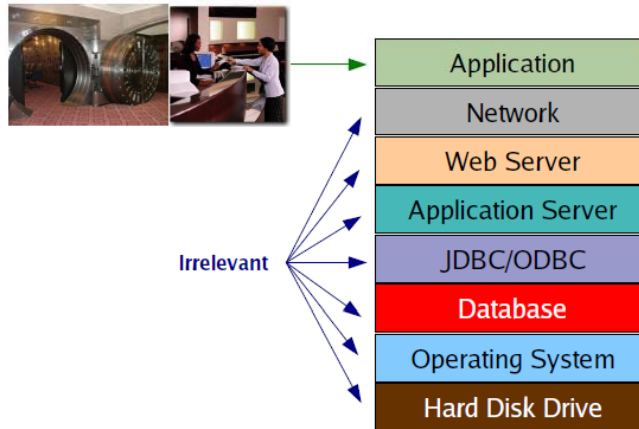 Application
Network
Web Server
Application Server
Irrelevant
JDBC/ODBC
Database
Operating System
Hard Disk Drive